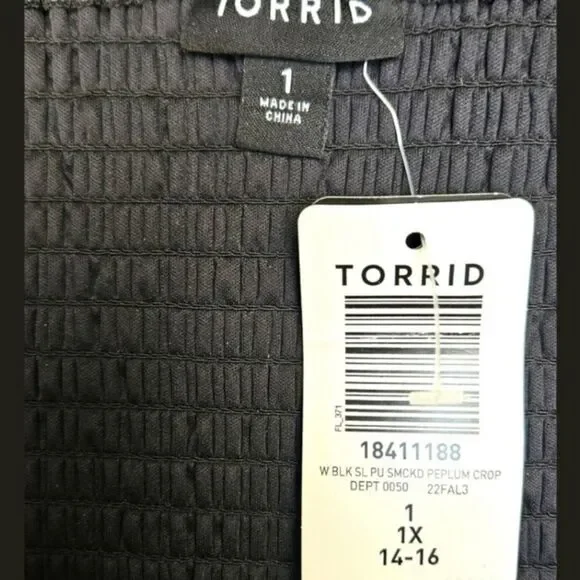 TORRID
1
MADE IN
CHINA
TORRID
FL_371
18411188
W BLK SL PU SMCKD PEPLUM CROP
DEPT 0050 22FAL3
1
1X
14-16